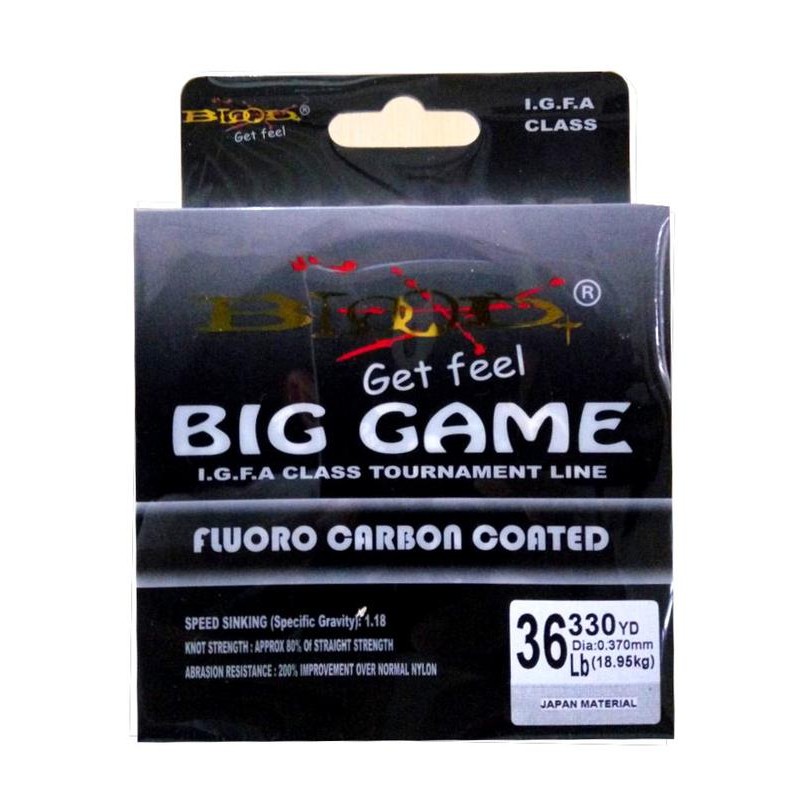 BLOOD®
Get feel
I.G.F.A
CLASS
BLOOD®
Get feel
BIG GAME
I.G.F.A CLASS TOURNAMENT LINE
FLUORO CARBON COATED
SPEED SINKING (Specific Gravity): 1.18
KNOT STRENGTH : APPROX 80% Of STRAIGHT STRENGTH
ABRASION RESISTANCE : 200% IMPROVEMENT OVER NORMAL NYLON
36 Lb
330 YD
Dia:0.370mm
(18.95kg)
JAPAN MATERIAL